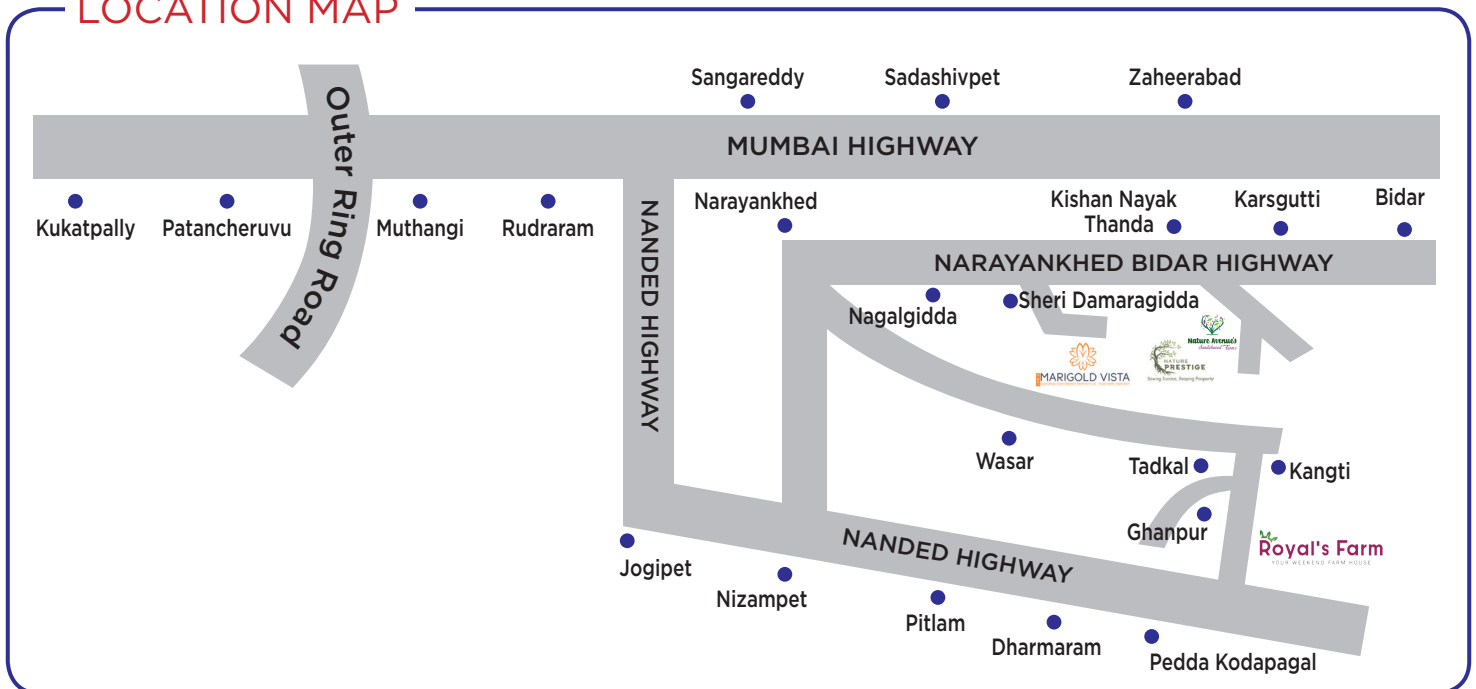 LOCATION MAP
Sangareddy
Sadashivpet
Zaheerabad
Outer Ring Road
MUMBAI HIGHWAY
Kukatpally
Patancheruvu
Muthangi
Rudraram
NANDED HIGHWAY
Narayankhed
Kishan Nayak
Thanda
Karsgutti
Bidar
NARAYANKHED BIDAR HIGHWAY
Nagalgidda
Sheri Damaragidda
Nature Avenue's
Sandalwood Farms
NATURE
PRESTIGE
Sowing Success, Reaping Prosperity
MARIGOLD VISTA
Wasar
Tadkal
Kangti
Ghanpur
Royal's Farm
YOUR WEEKEND FARM HOUSE
NANDED HIGHWAY
Jogipet
Nizampet
Pitlam
Dharmaram
Pedda Kodapagal